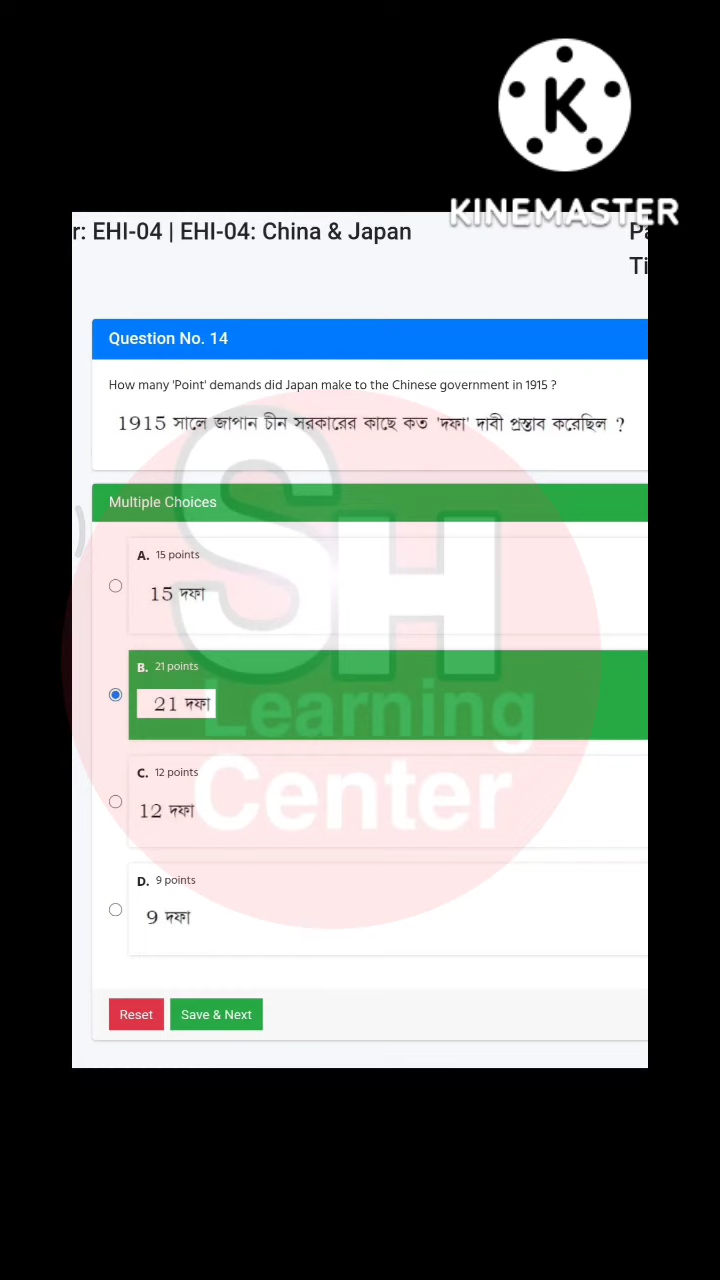 K
KINEMASTER
r: EHI-04 | EHI-04: China & Japan
Pa
Ti
Question No. 14
How many 'Point' demands did Japan make to the Chinese government in 1915 ?
1915 সালে জাপান চীন সরকারের কাছে কত 'দফা' দাবী প্রস্তাব করেছিল ?
Multiple Choices
A. 15 points
15 দফা
B. 21 points
21 দফা
C. 12 points
12 দফা
D. 9 points
9 দফা
SH
Learning
Center
Reset Save & Next